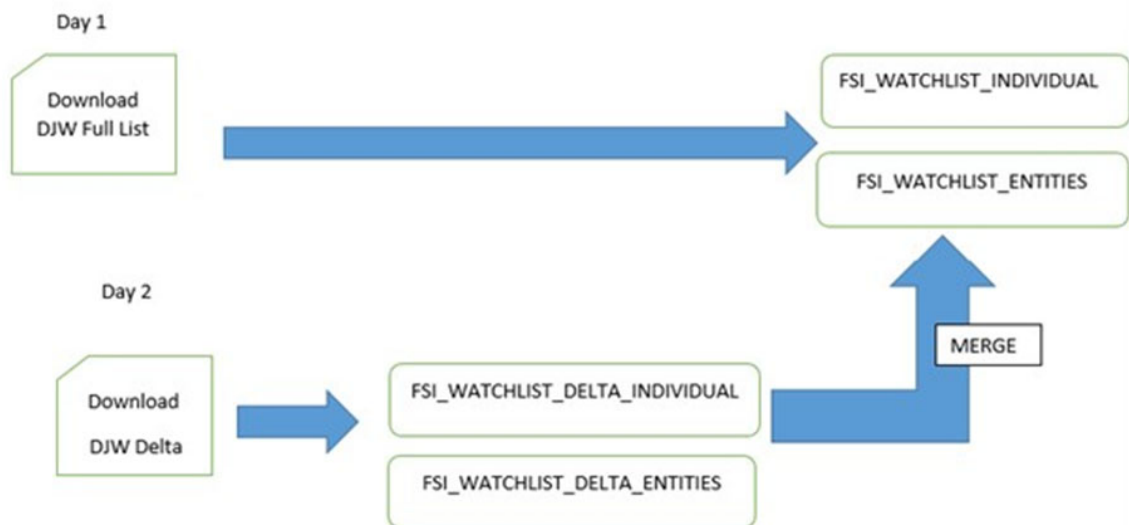 Day 1
Download
DJW Full List
FSI_WATCHLIST_INDIVIDUAL
FSI_WATCHLIST_ENTITIES
Day 2
Download
DJW Delta
FSI_WATCHLIST_DELTA_INDIVIDUAL
FSI_WATCHLIST_DELTA_ENTITIES
MERGE